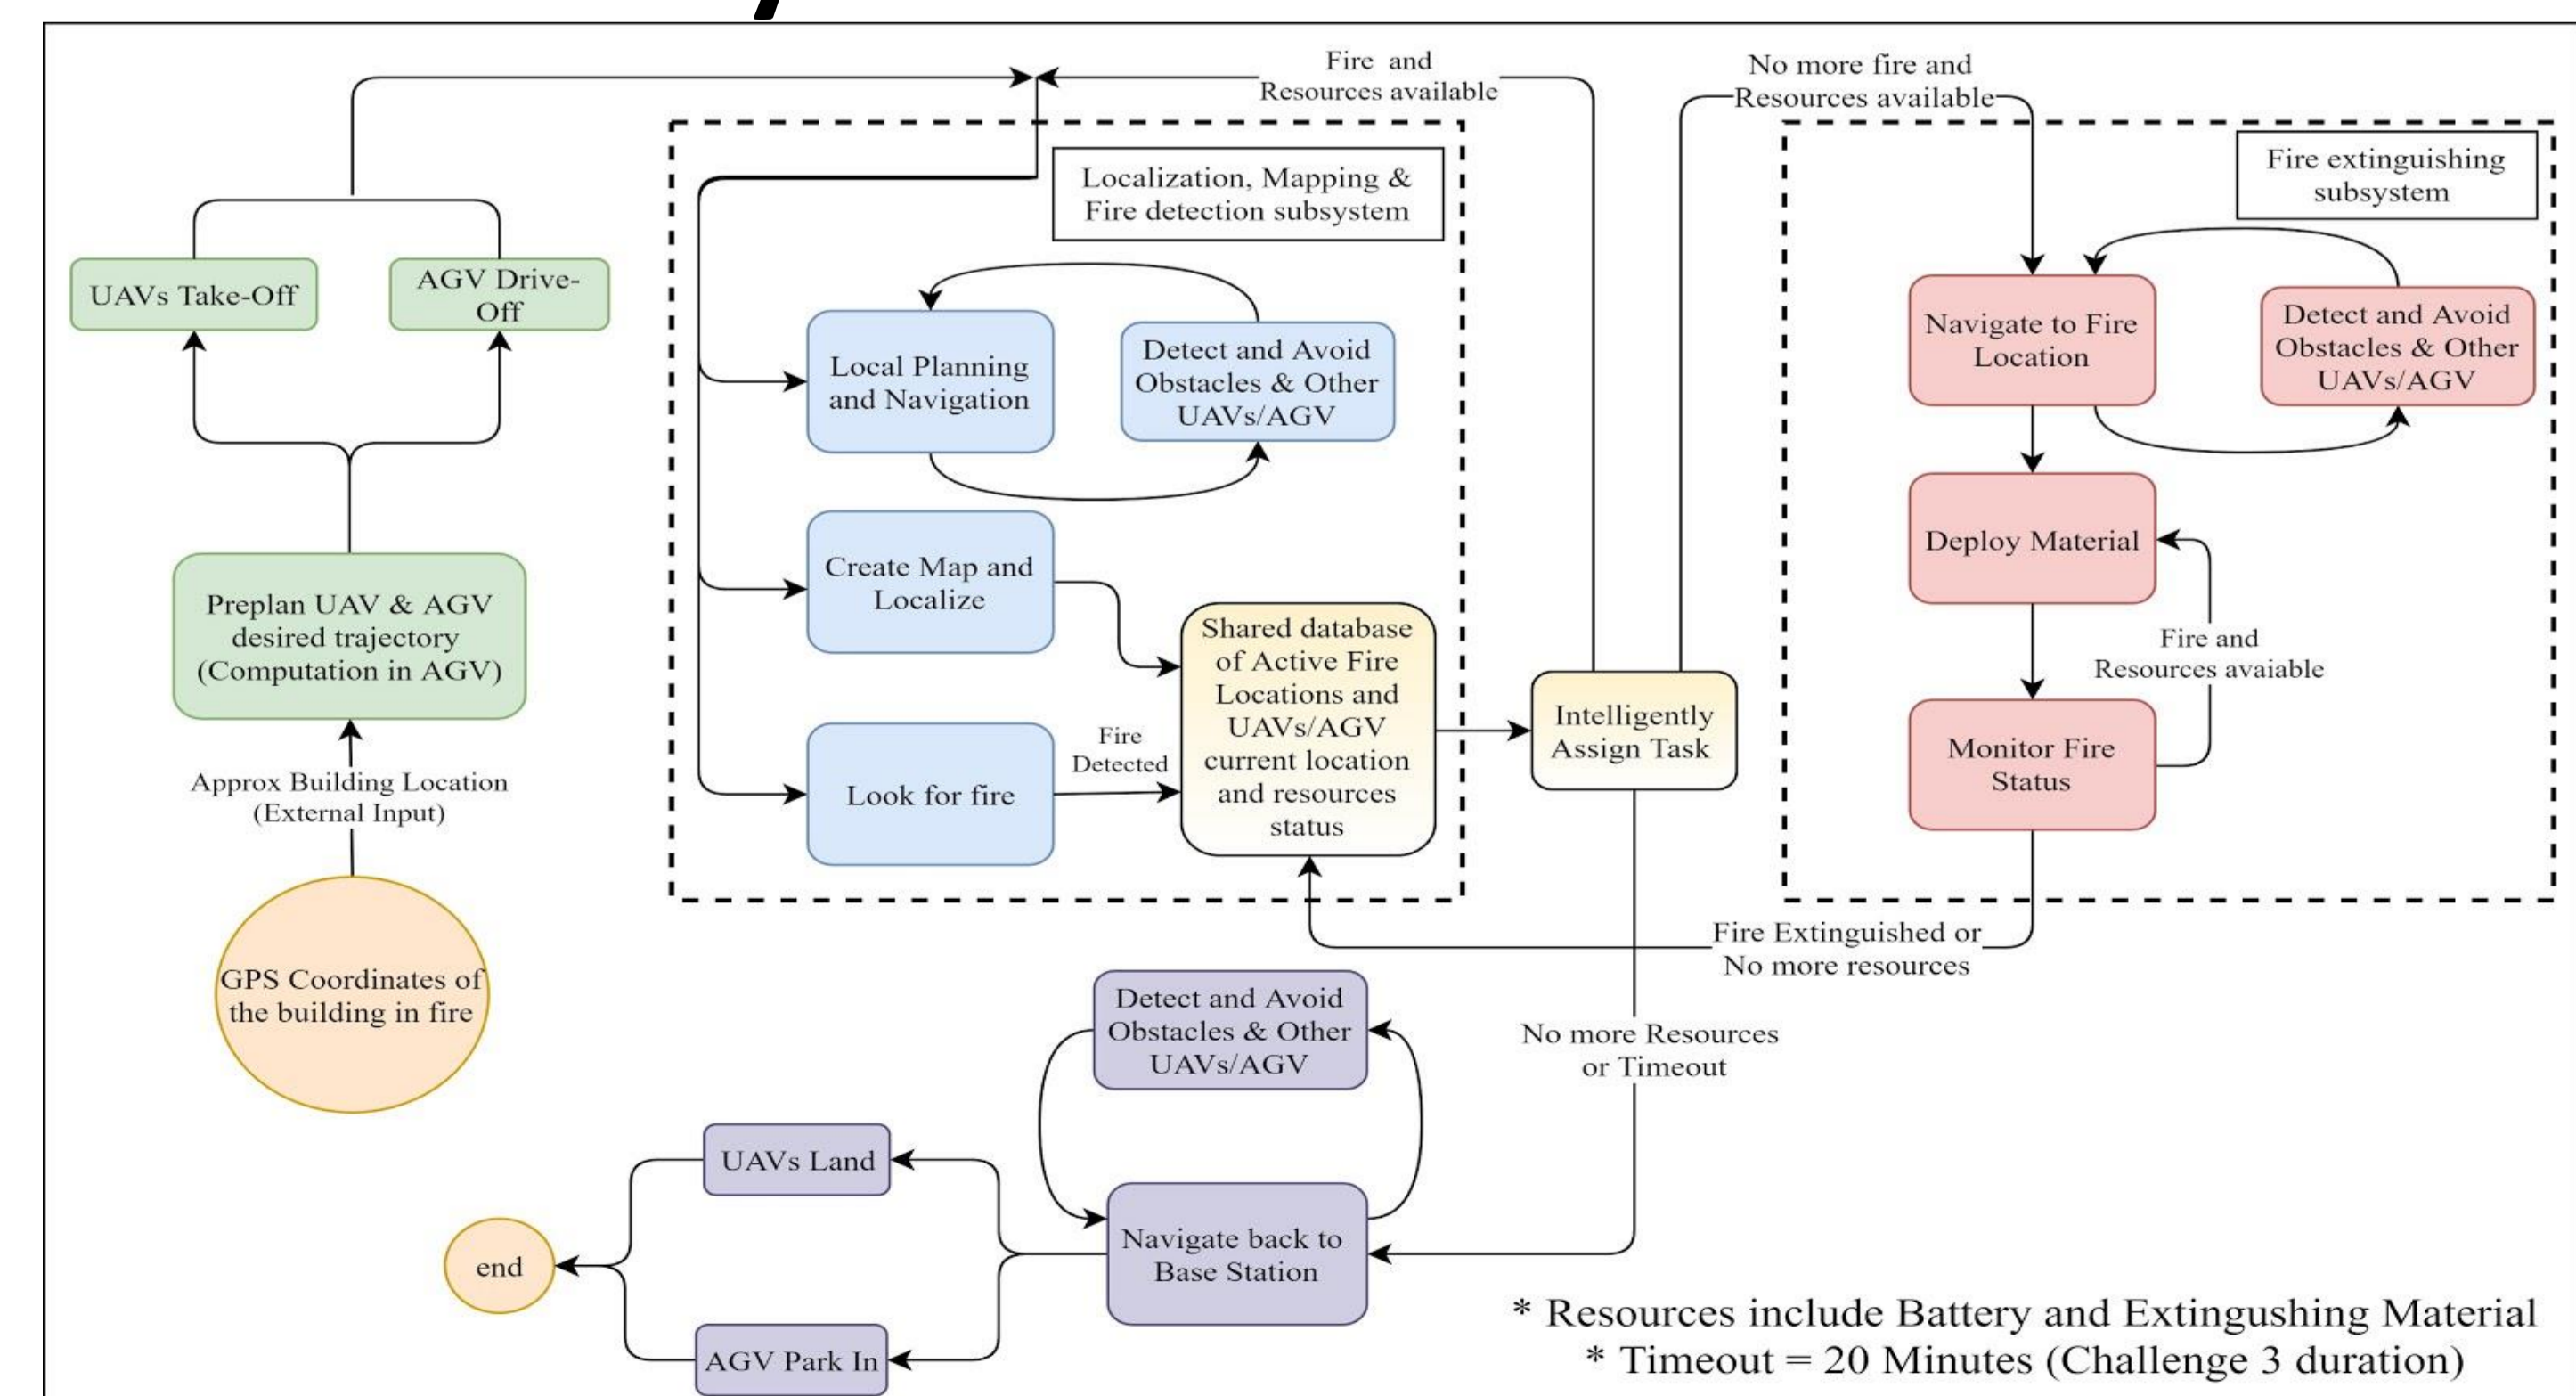 Fire and
Resources available
No more fire and
Resources available
Localization, Mapping &
Fire detection subsystem
Fire extinguishing
subsystem
UAVs Take-Off
AGV Drive-
Off
Local Planning
and Navigation
Detect and Avoid
Obstacles & Other
UAVs/AGV
Navigate to Fire
Location
Detect and Avoid
Obstacles & Other
UAVs/AGV
Preplan UAV & AGV
desired trajectory
(Computation in AGV)
Create Map and
Localize
Shared database
of Active Fire
Locations and
UAVs/AGV
current location
and resources
status
Intelligently
Assign Task
Deploy Material
Fire and
Resources avaiable
Monitor Fire
Status
Look for fire
Fire
Detected
Approx Building Location
(External Input)
GPS Coordinates of
the building in fire
Fire Extinguished or
No more resources
Detect and Avoid
Obstacles & Other
UAVs/AGV
No more Resources
or Timeout
UAVs Land
Navigate back to
Base Station
end
AGV Park In
* Resources include Battery and Extingushing Material
* Timeout = 20 Minutes (Challenge 3 duration)